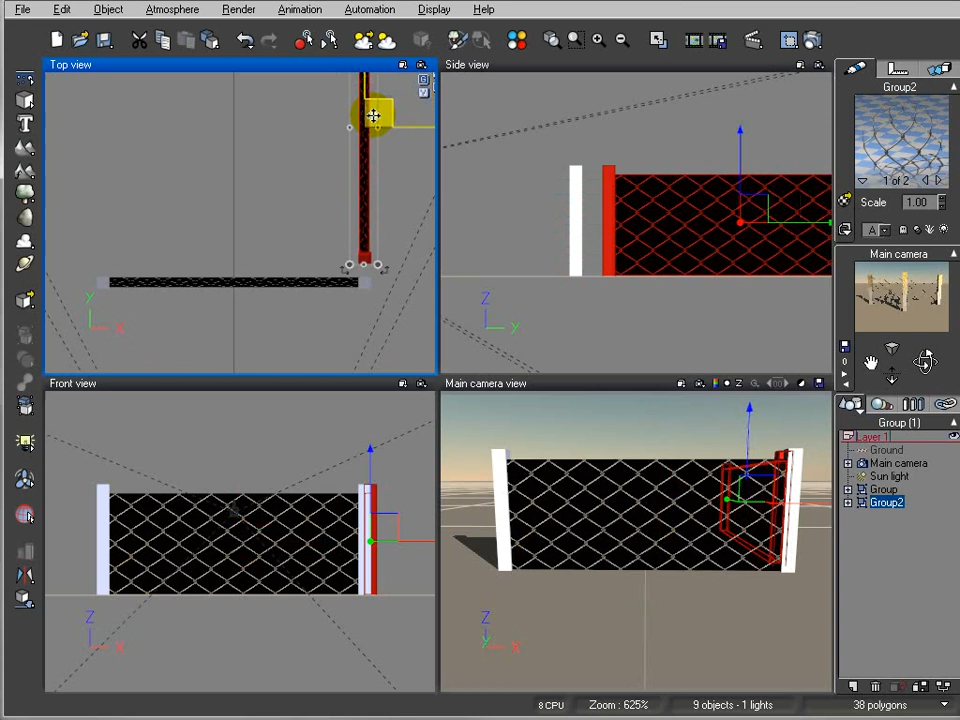 File Edit Object Atmosphere Render Animation Automation Display Help
Top view
Side view
Group2
1 of 2
Scale 1.00
A
Main camera
0
G
V
Y
X
Z
Y
Front view
Main camera view
Z
X
Z
Y
X
Group (1)
Layer 1
Ground
Main camera
Sun light
Group
Group2
8 CPU Zoom : 625% 9 objects - 1 lights 38 polygons